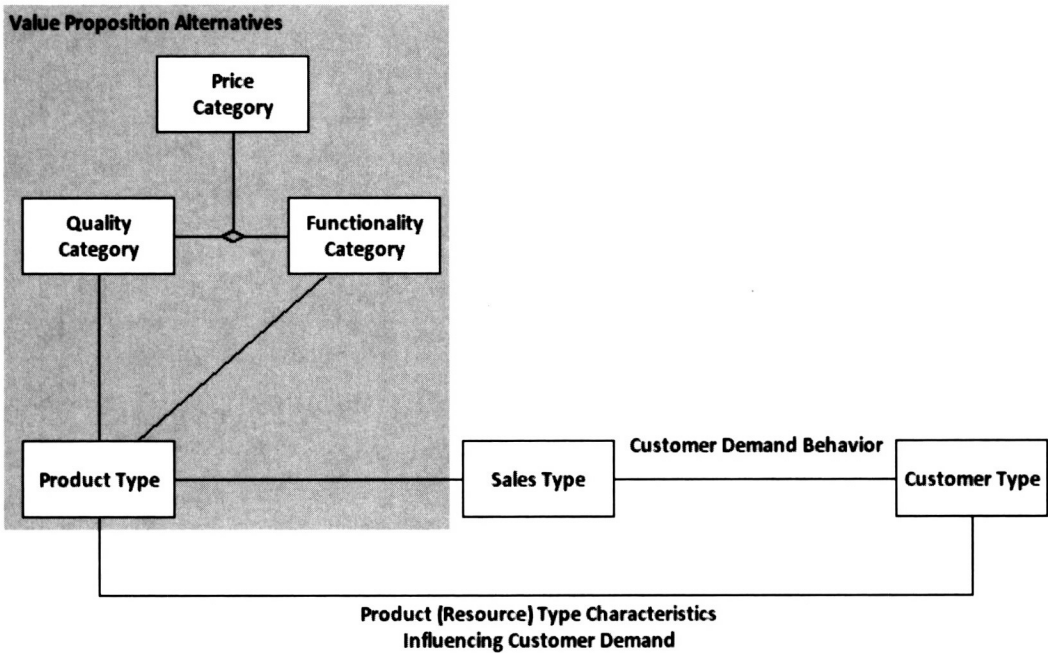 Value Proposition Alternatives
Price
Category
Quality
Category
Functionality
Category
Product Type
Sales Type
Customer Demand Behavior
Customer Type
Product (Resource) Type Characteristics
Influencing Customer Demand